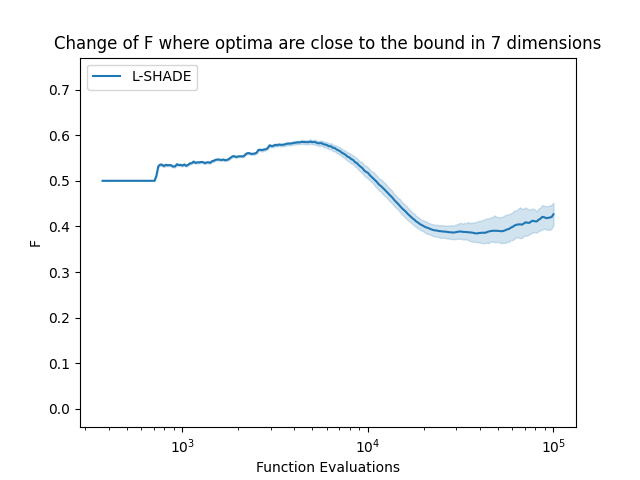 Change of F where optima are close to the bound in 7 dimensions
L-SHADE
0.7
0.6
0.5
0.4
0.3
0.2
0.1
0.0
F
10^3 10^4 10^5
Function Evaluations